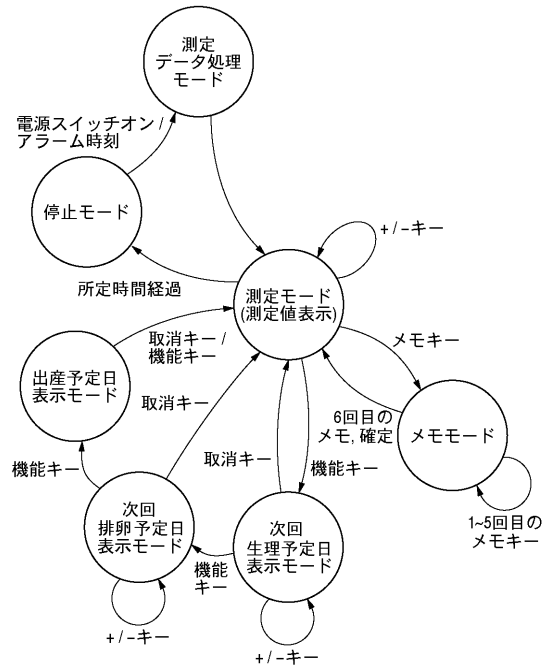 測定
データ処理
モード
電源スイッチオン/
アラーム時刻
停止モード
+/-キー
所定時間経過
測定モード
(測定値表示)
取消キー/
機能キー
メモキー
出産予定日
表示モード
取消キー
6回目の
メモ,確定
メモモード
機能キー
取消キー
機能キー
次回
排卵予定日
表示モード
次回
生理予定日
表示モード
1~5回目の
メモキー
機能
キー
+/-キー
+/-キー